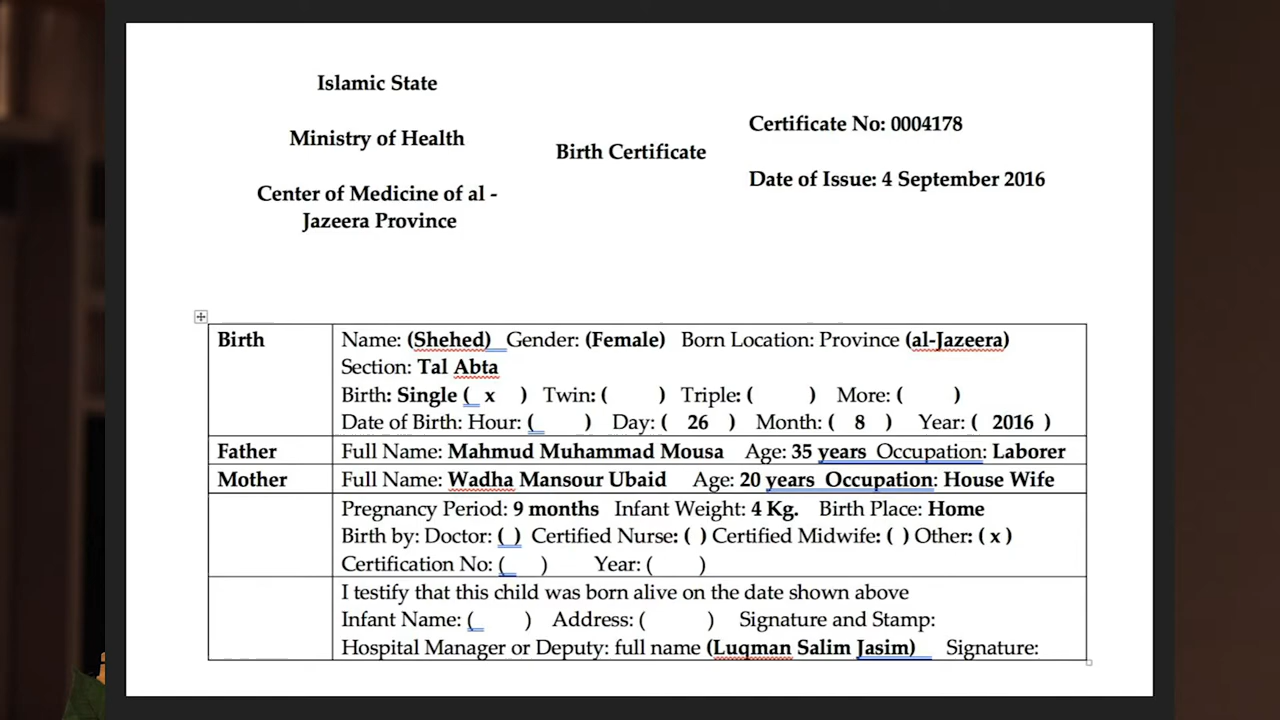 Islamic State
Ministry of Health
Center of Medicine of al -
Jazeera Province
Birth Certificate
Certificate No: 0004178
Date of Issue: 4 September 2016
Birth
Name: (Shehed) Gender: (Female) Born Location: Province (al-Jazeera)
Section: Tal Abta
Birth: Single ( x ) Twin: ( ) Triple: ( ) More: ( )
Date of Birth: Hour: ( ) Day: ( 26 ) Month: ( 8 ) Year: ( 2016 )
Father
Full Name: Mahmud Muhammad Mousa Age: 35 years Occupation: Laborer
Mother
Full Name: Wadha Mansour Ubaid Age: 20 years Occupation: House Wife
Pregnancy Period: 9 months Infant Weight: 4 Kg. Birth Place: Home
Birth by: Doctor: ( ) Certified Nurse: ( ) Certified Midwife: ( ) Other: ( x )
Certification No: ( ) Year: ( )
I testify that this child was born alive on the date shown above
Infant Name: ( ) Address: ( ) Signature and Stamp:
Hospital Manager or Deputy: full name (Luqman Salim Jasim) Signature: